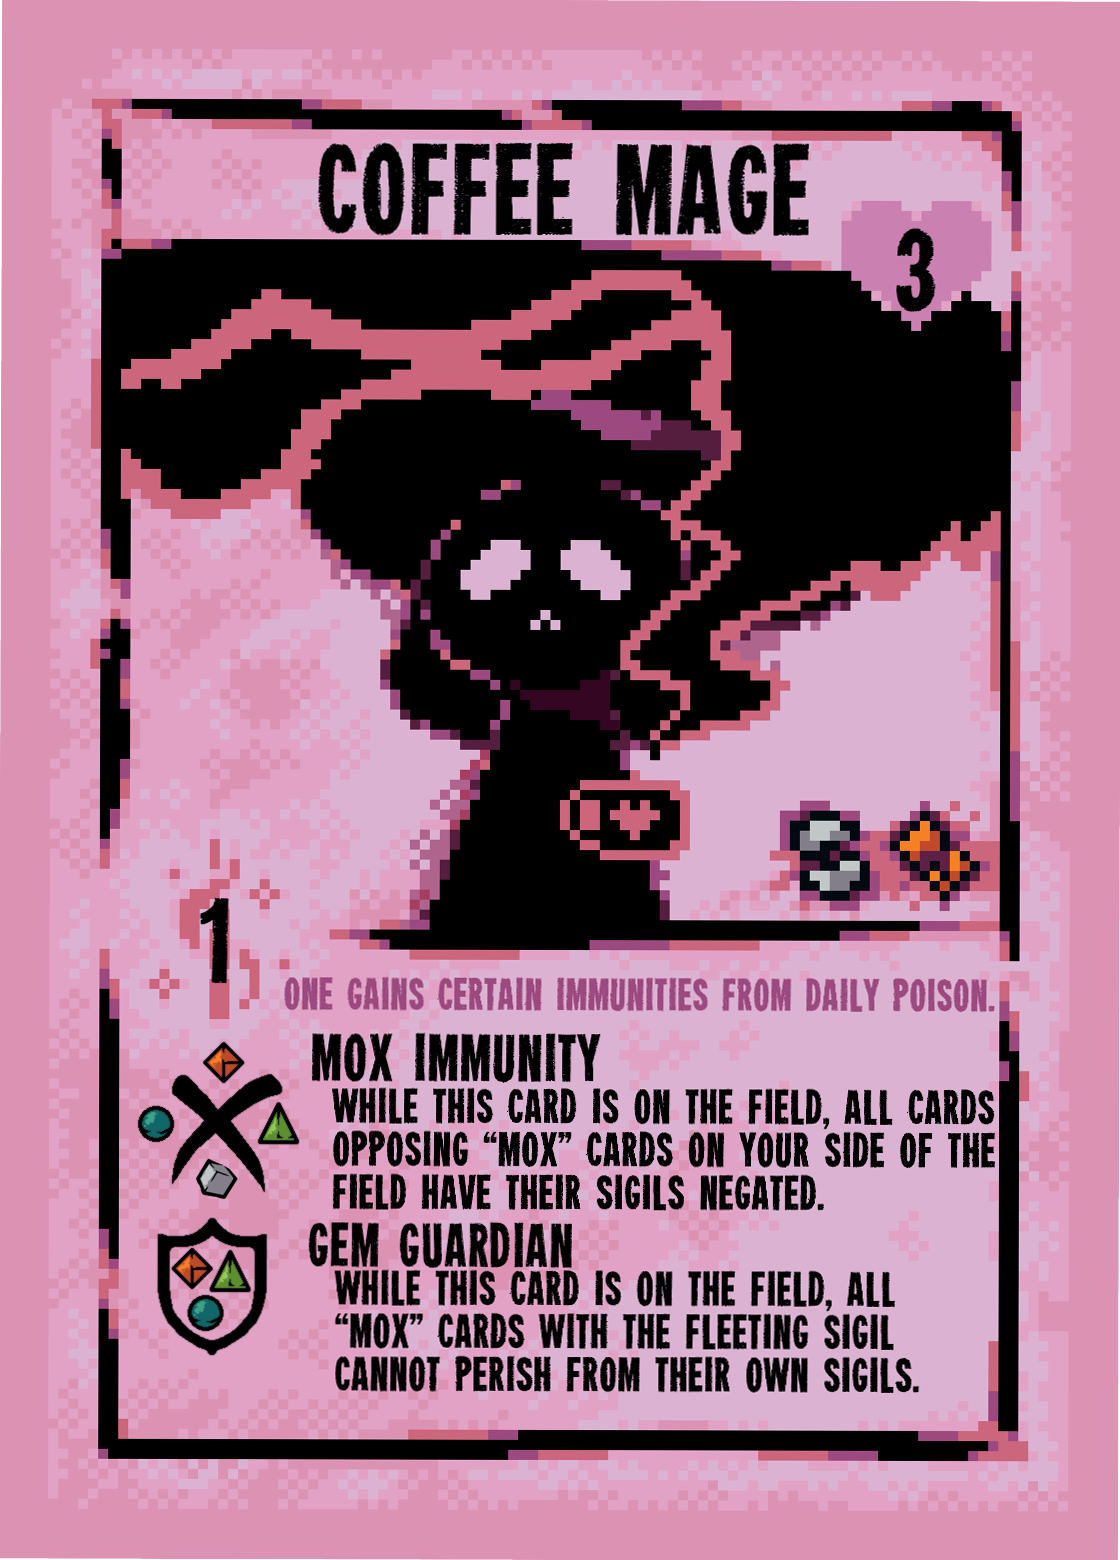 COFFEE MAGE
3
1
ONE GAINS CERTAIN IMMUNITIES FROM DAILY POISON.
MOX IMMUNITY
WHILE THIS CARD IS ON THE FIELD, ALL CARDS
OPPOSING “MOX” CARDS ON YOUR SIDE OF THE
FIELD HAVE THEIR SIGILS NEGATED.
GEM GUARDIAN
WHILE THIS CARD IS ON THE FIELD, ALL
“MOX” CARDS WITH THE FLEETING SIGIL
CANNOT PERISH FROM THEIR OWN SIGILS.